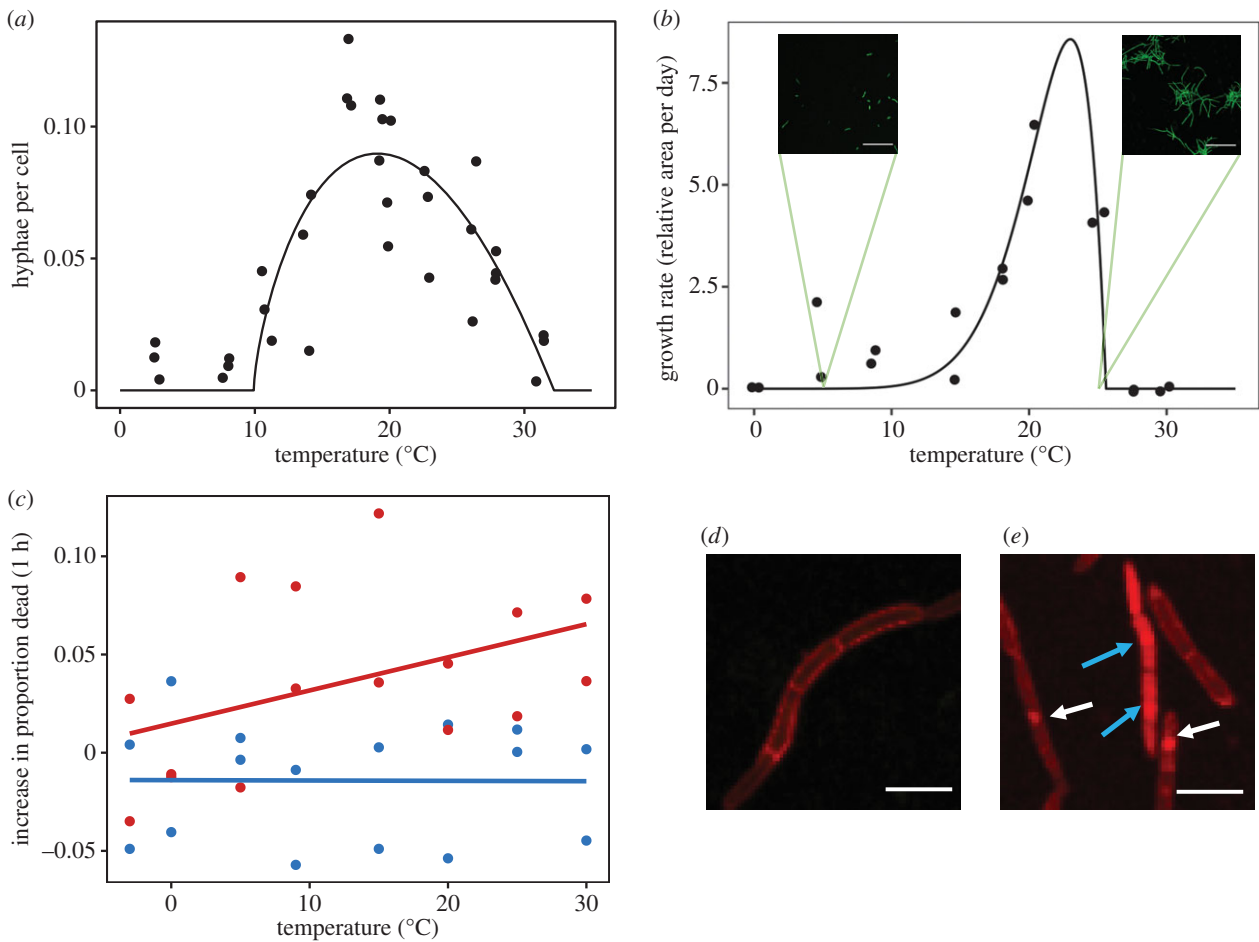 (a)
hyphae per cell
0.10
0.05
0
0 10 20 30
temperature (°C)
(b)
growth rate (relative area per day)
7.5
5.0
2.5
0
0 10 20 30
temperature (°C)
(c)
increase in proportion dead (1 h)
0.10
0.05
0
–0.05
0 10 20 30
temperature (°C)
(d)
(e)